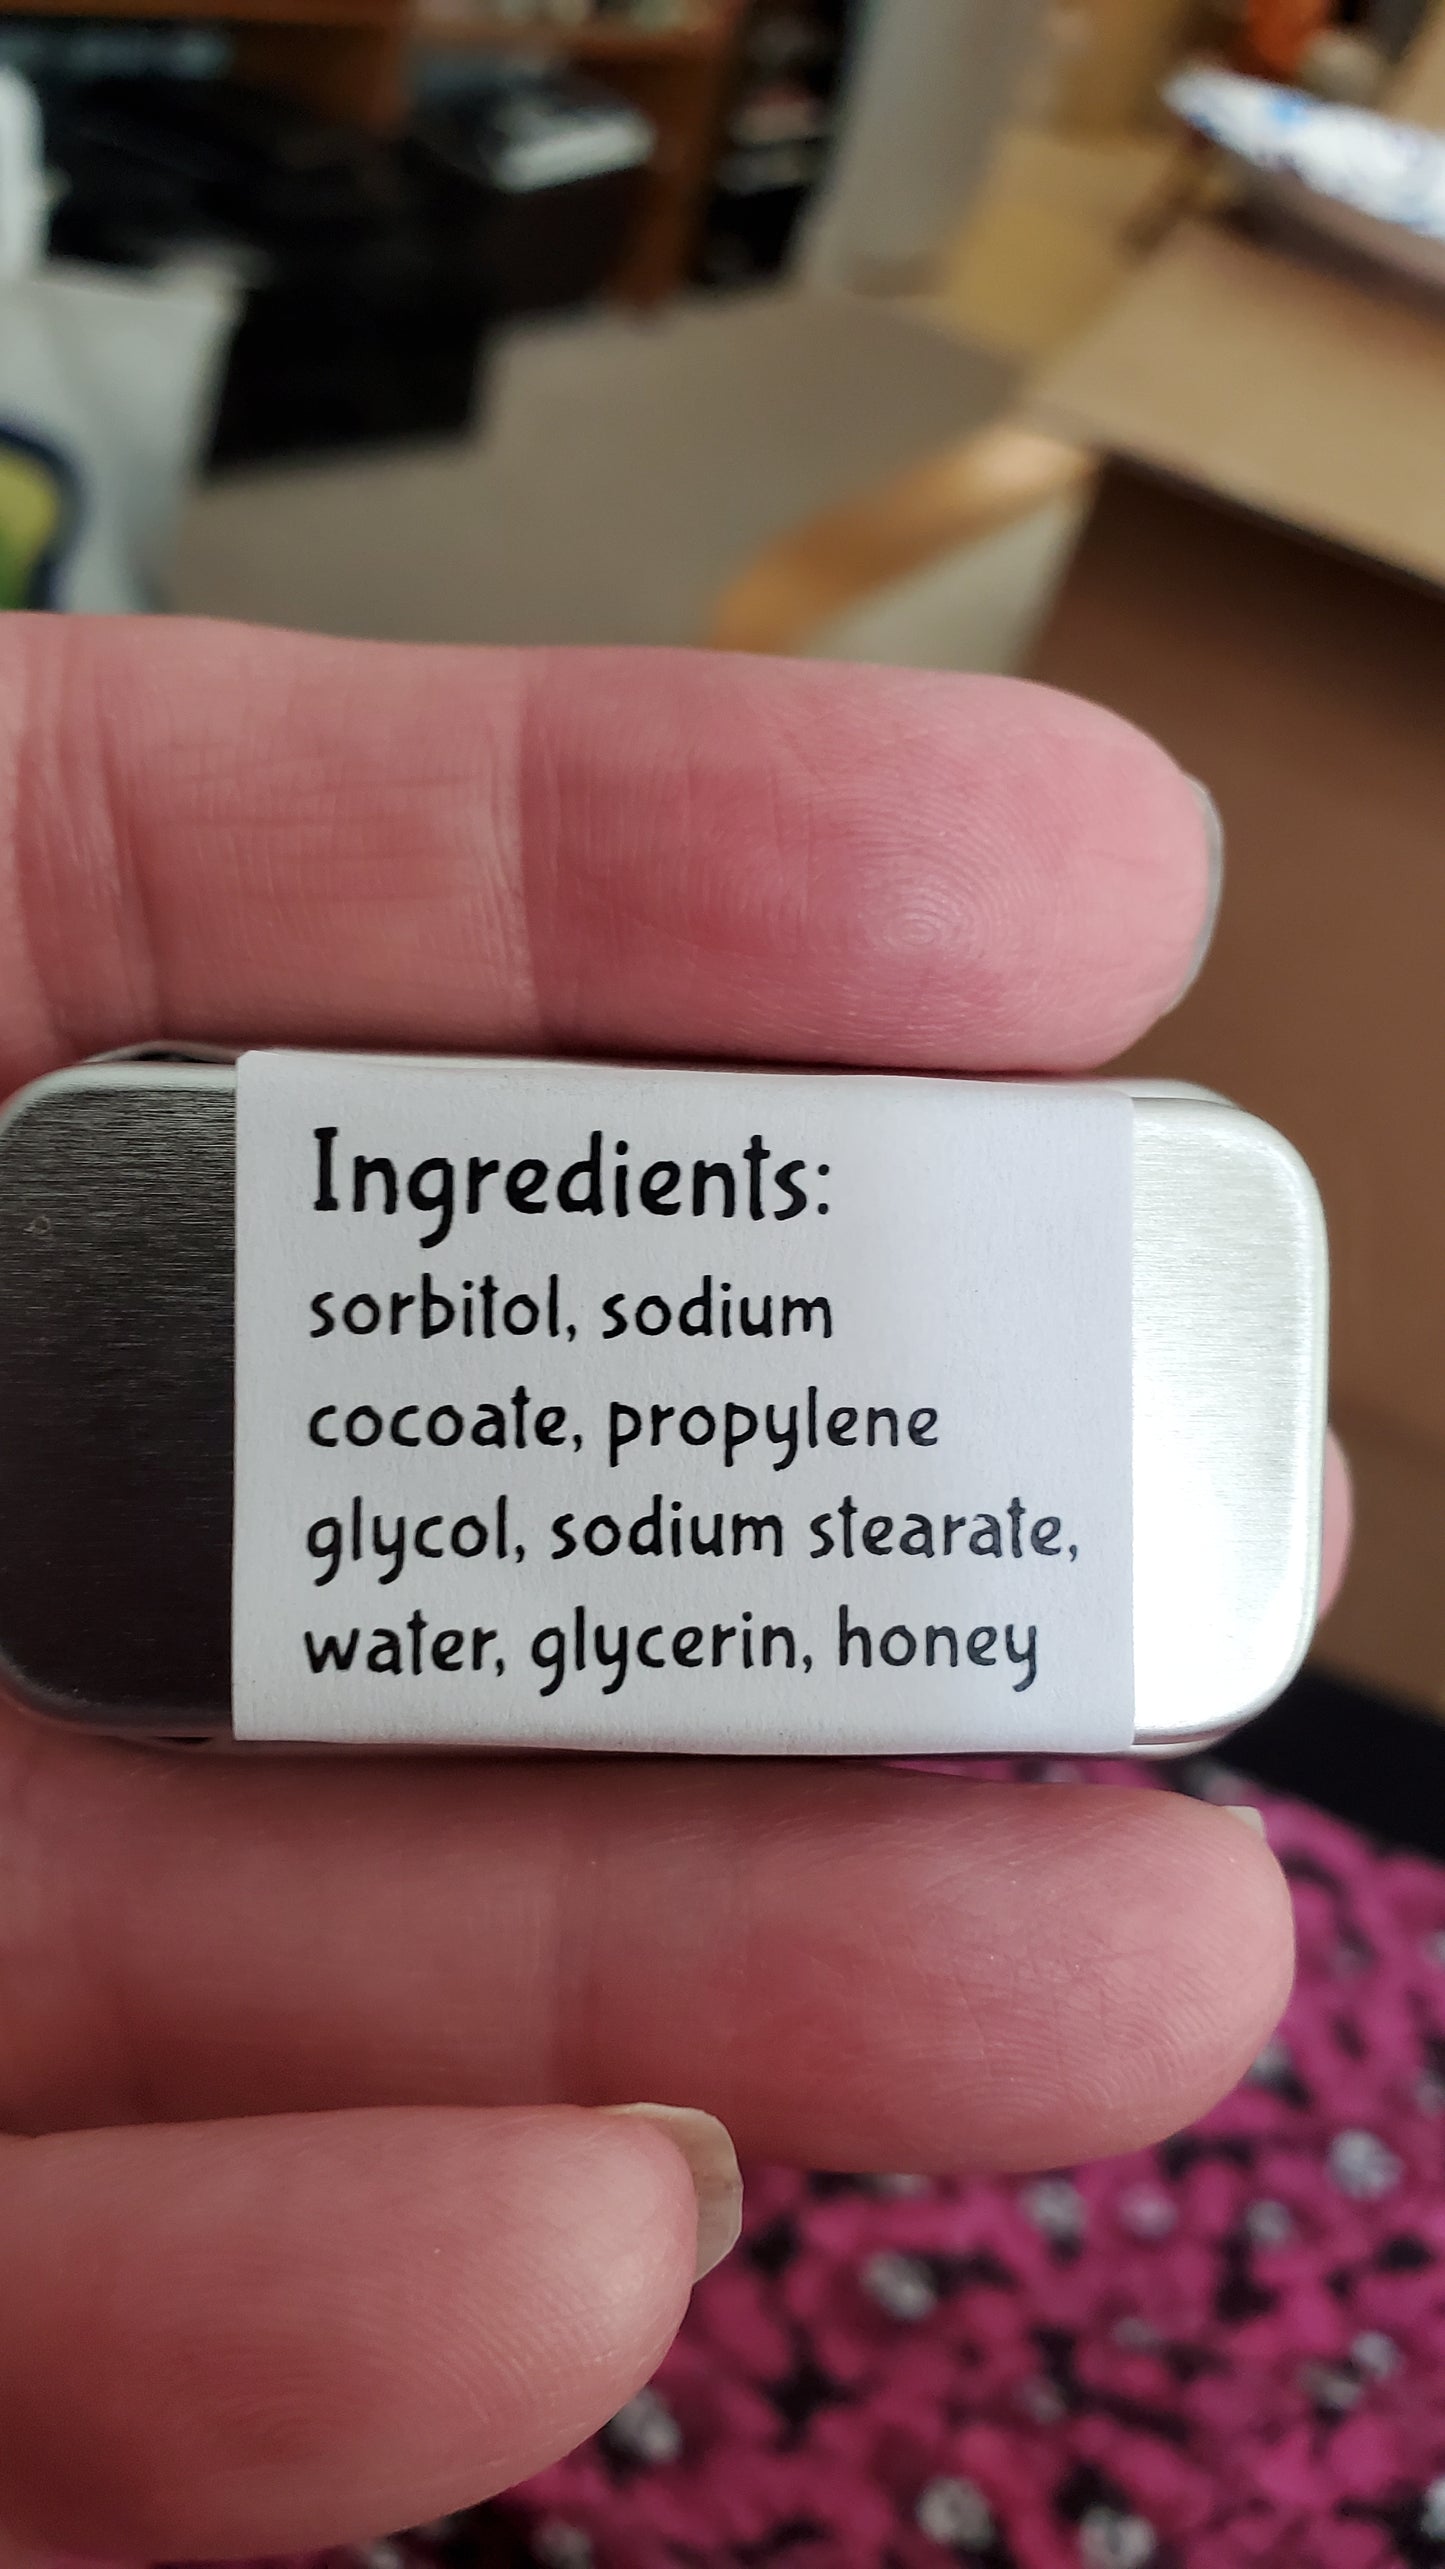 Ingredients:
sorbitol, sodium
cocoate, propylene
glycol, sodium stearate,
water, glycerin, honey